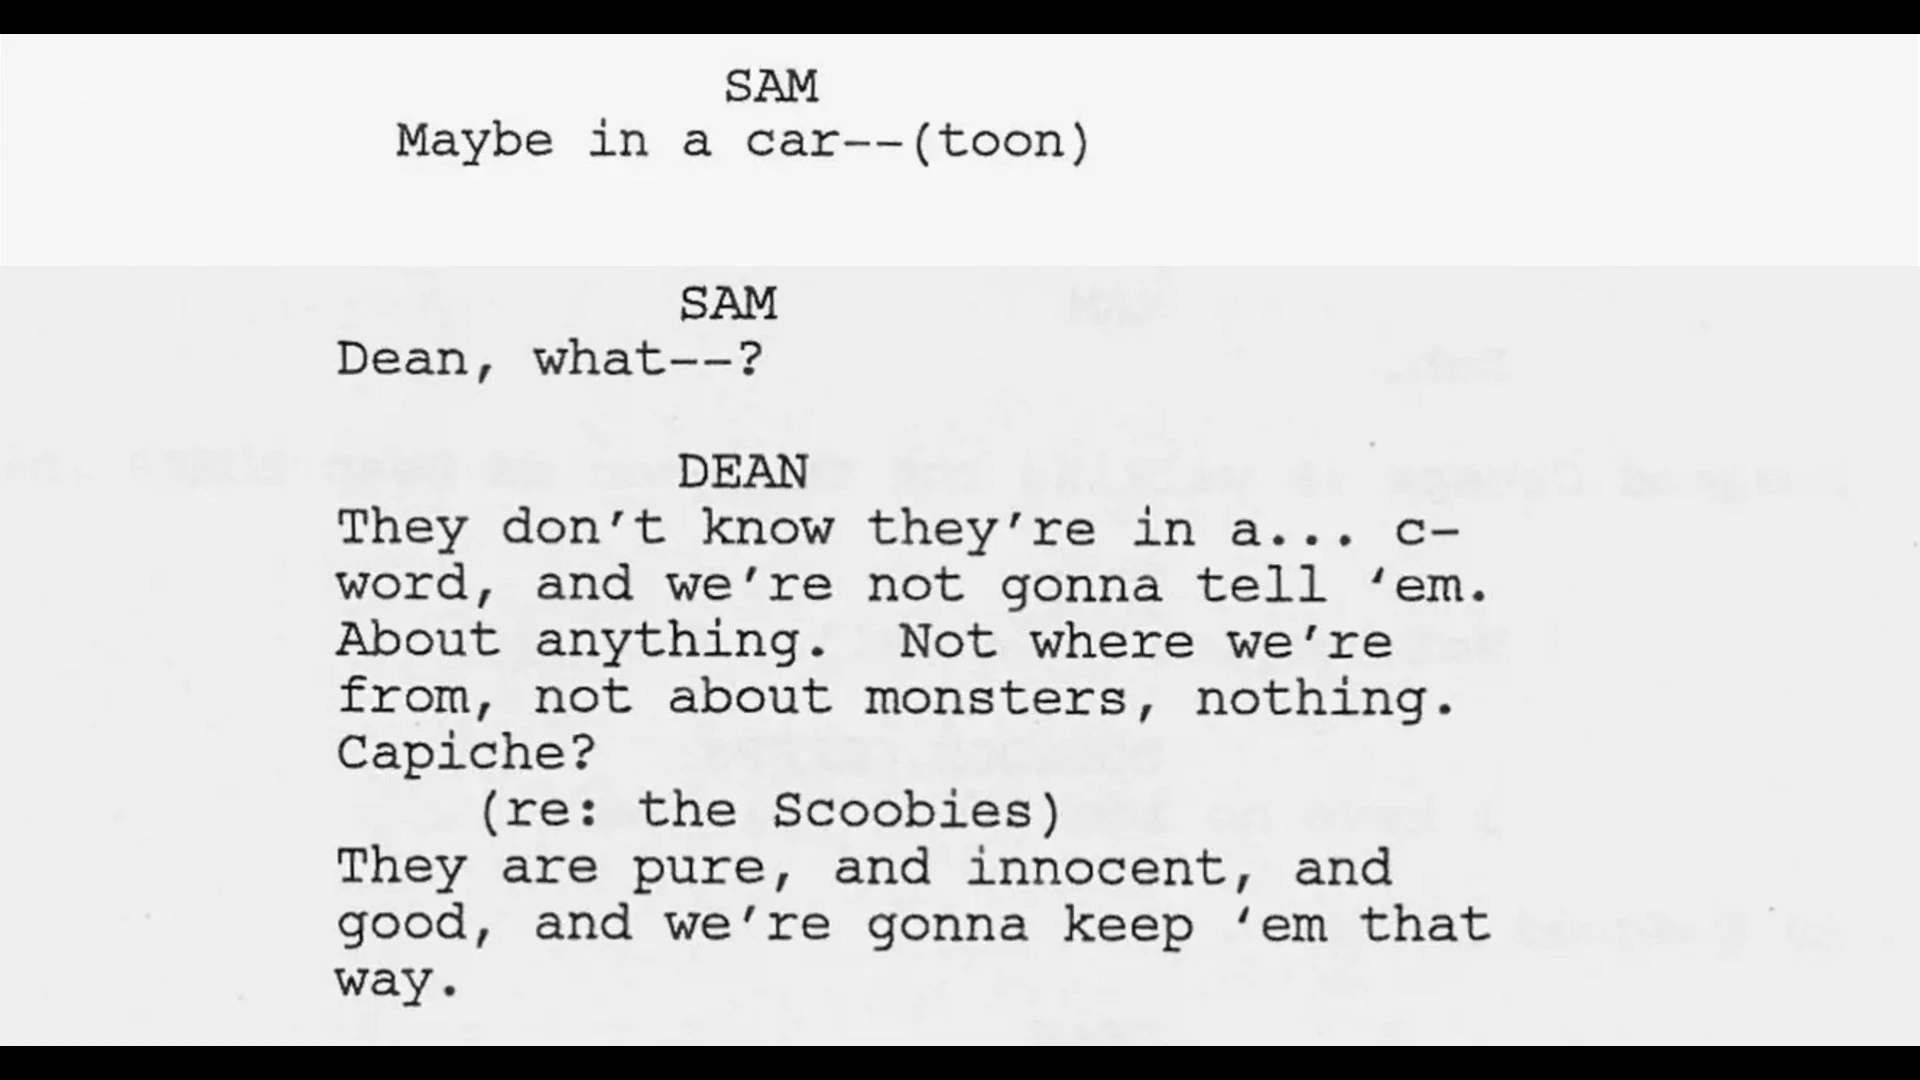 SAM
Maybe in a car--(toon)
SAM
Dean, what--?
DEAN
They don't know they're in a... c-
word, and we're not gonna tell 'em.
About anything.  Not where we're
from, not about monsters, nothing.
Capiche?
(re: the Scoobies)
They are pure, and innocent, and
good, and we're gonna keep 'em that
way.